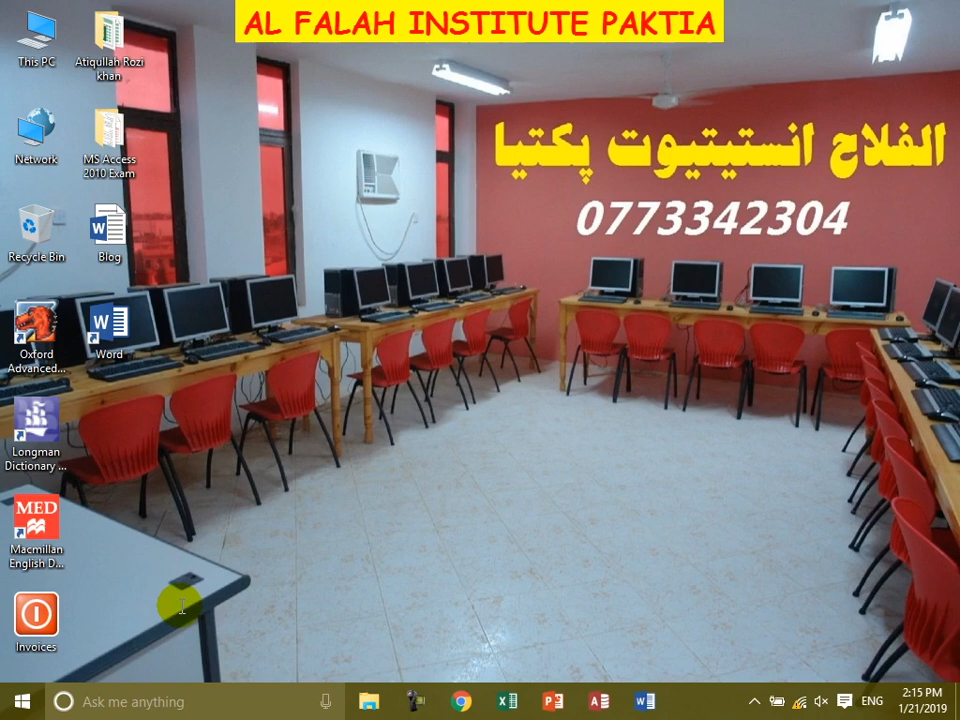 AL FALAH INSTITUTE PAKTIA
الفلاح انستیتیوت پکتیا
0773342304
This PC
Atiqullah Rozi
khan
Network
MS Access
2010 Exam
Recycle Bin
Blog
Oxford
Advanced...
Word
Longman
Dictionary ...
MED
Macmillan
English D...
Invoices
Ask me anything
ENG
2:15 PM
1/21/2019